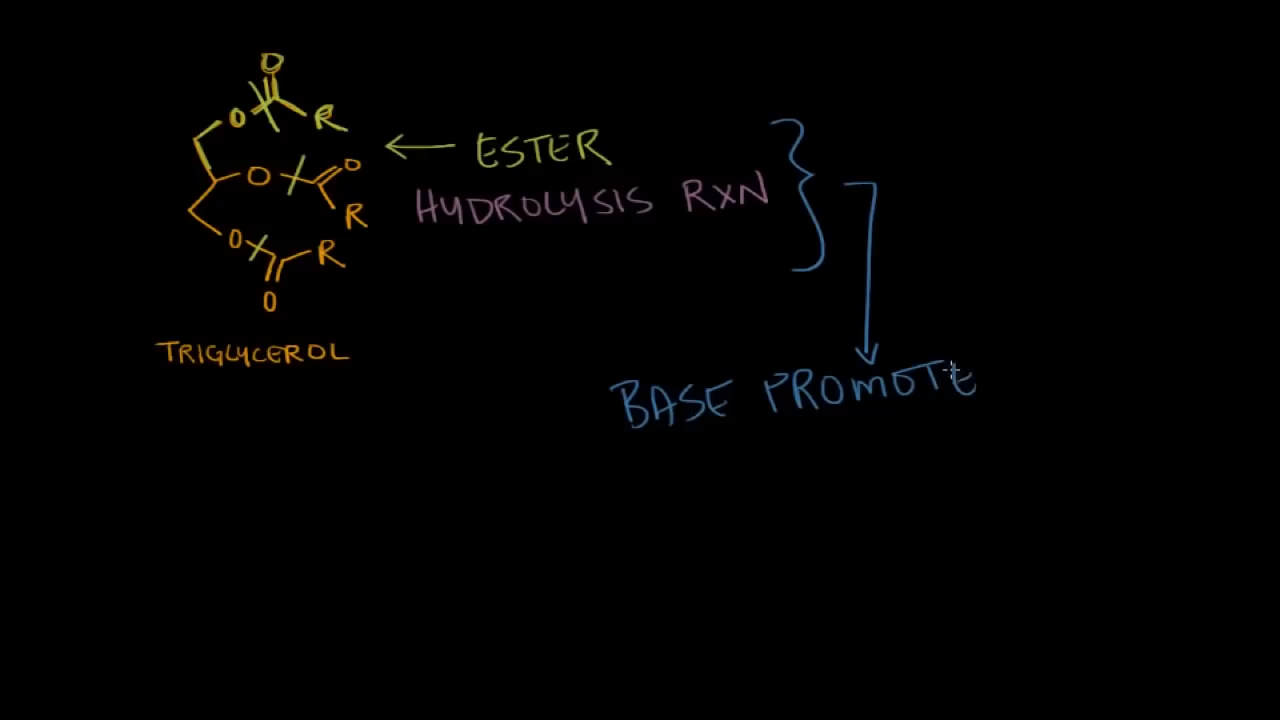 O
O R
O O
R
O R
O
TRIGLYCEROL
← ESTER
HYDROLYSIS RXN
BASE PROMOTE